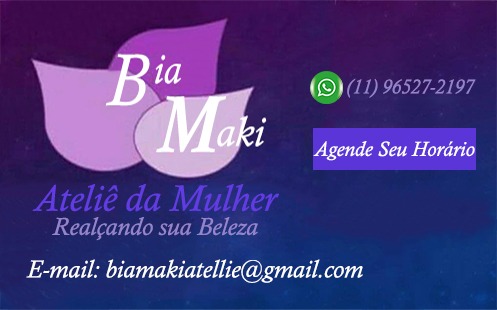 Bia
Maki
(11) 96527-2197
Agende Seu Horário
Ateliê da Mulher
Realçando sua Beleza
E-mail: biamakiatellie@gmail.com